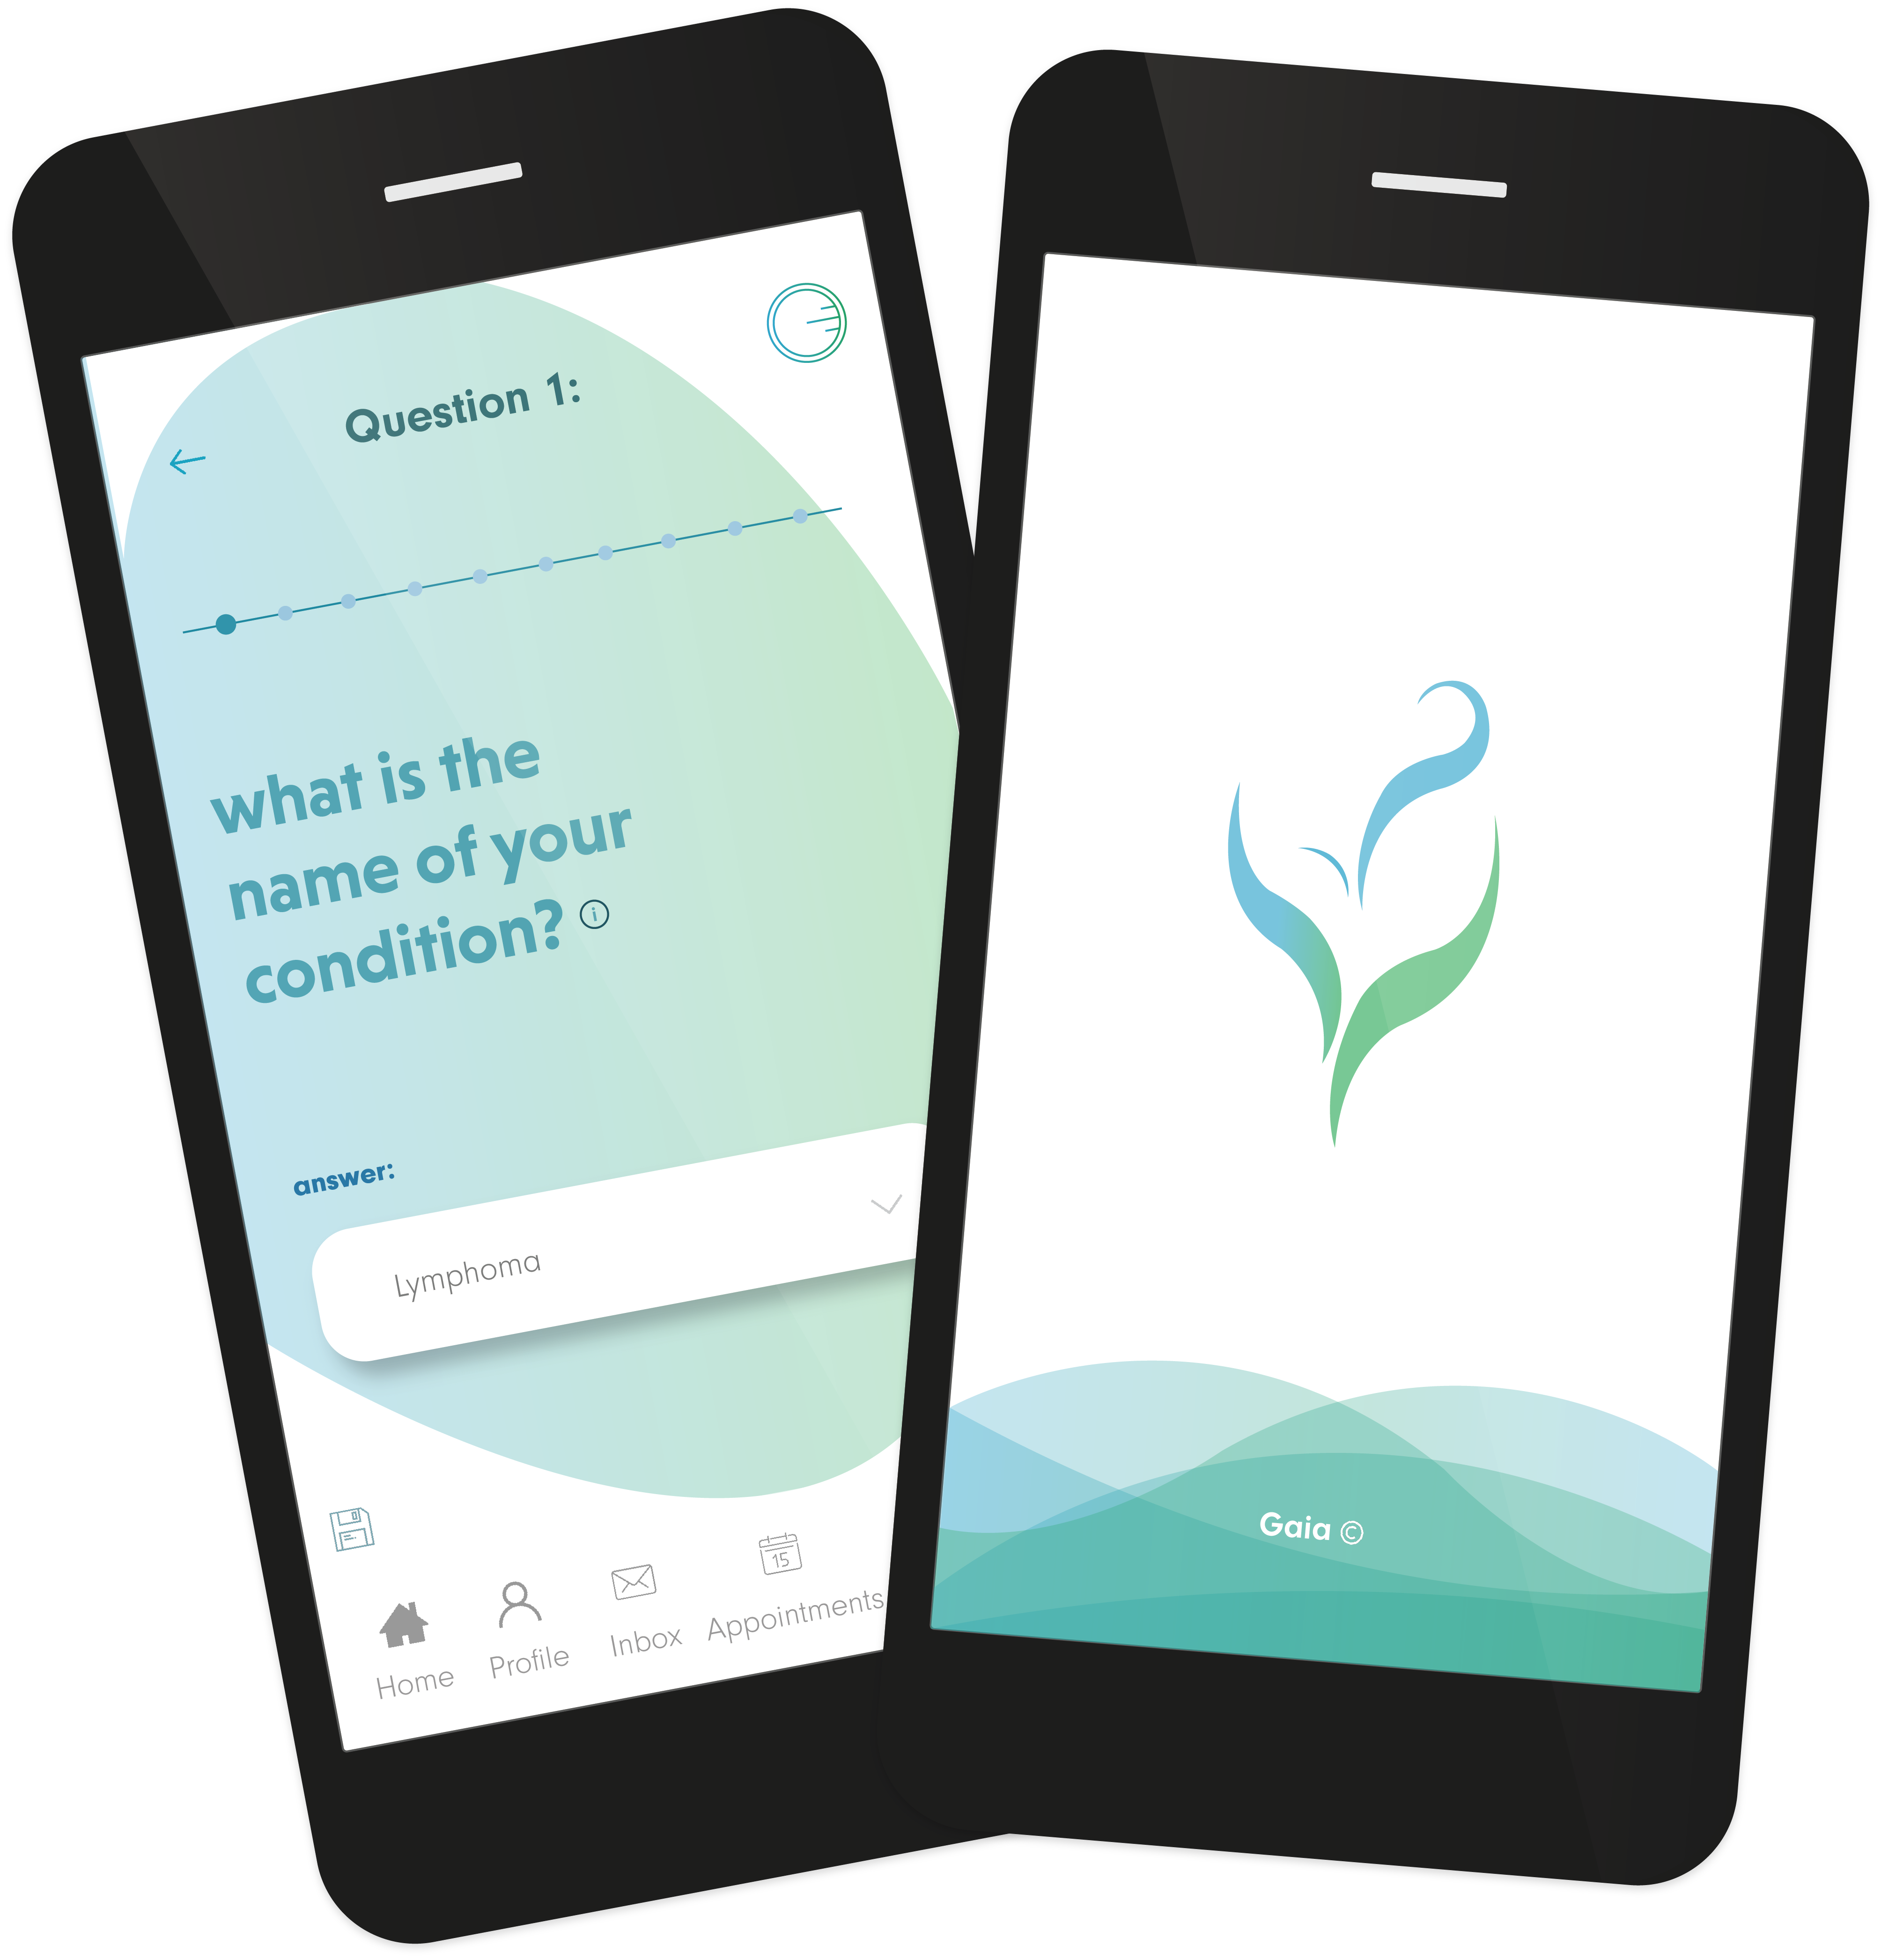 Question 1:
what is the
name of your
condition? i
answer:
Lymphoma
15
Home Profile Inbox Appointments
Gaia ©